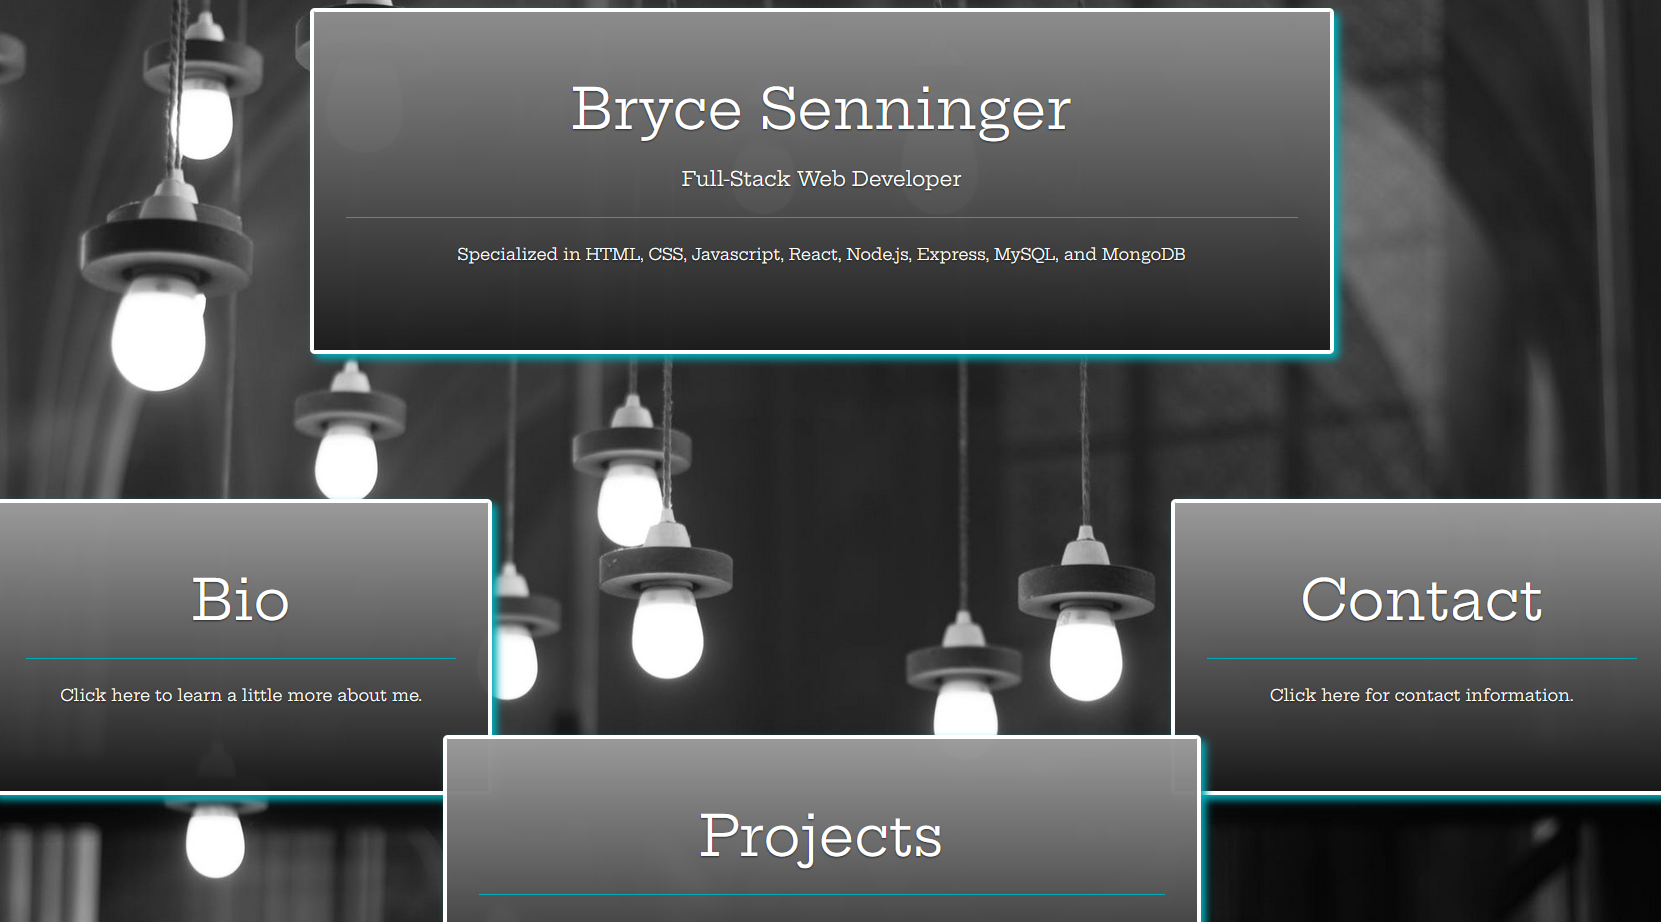 Bryce Senninger
Full-Stack Web Developer
Specialized in HTML, CSS, Javascript, React, Node.js, Express, MySQL, and MongoDB
Bio
Click here to learn a little more about me.
Contact
Click here for contact information.
Projects